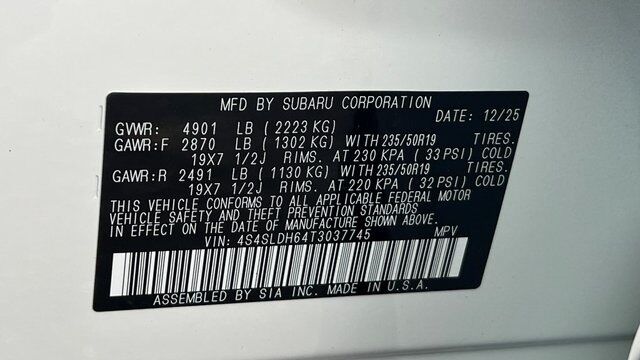 MFD BY SUBARU CORPORATION DATE: 12/25
GVWR: 4901 LB (2223 KG)
GAWR:F 2870 LB (1302 KG) WITH 235/50R19 TIRES.
19X7 1/2J RIMS. AT 230 KPA (33 PSI) COLD
GAWR:R 2491 LB (1130 KG) WITH 235/50R19 TIRES.
19X7 1/2J RIMS. AT 220 KPA (32 PSI) COLD
THIS VEHICLE CONFORMS TO ALL APPLICABLE FEDERAL MOTOR
VEHICLE SAFETY AND THEFT PREVENTION STANDARDS
IN EFFECT ON THE DATE OF MANUFACTURE SHOWN ABOVE.
VIN: 4S4SLDH64T3037745 MPV
ASSEMBLED BY SIA INC. MADE IN U.S.A.